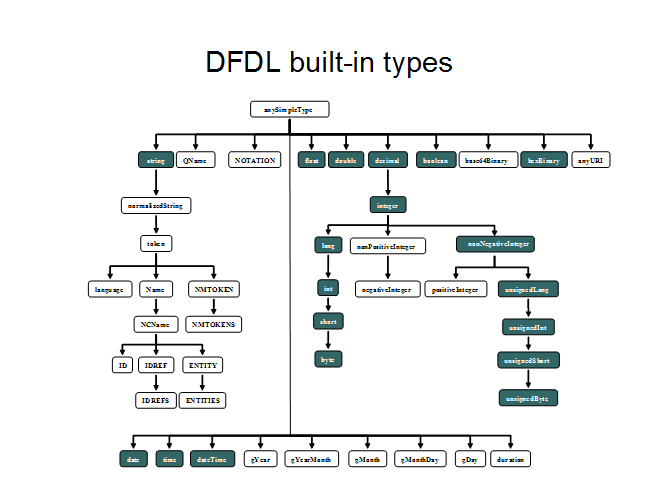 DFDL built-in types
anySimpleType
string QName NOTATION float double decimal boolean base64Binary hexBinary anyURI
normalizedString integer
token long nonPositiveInteger nonNegativeInteger
language Name NMTOKEN int negativeInteger positiveInteger unsignedLong
NCName NMTOKENS short unsignedInt
ID IDREF ENTITY byte unsignedShort
IDREFS ENTITIES unsignedByte
date time dateTime gYear gYearMonth gMonth gMonthDay gDay duration